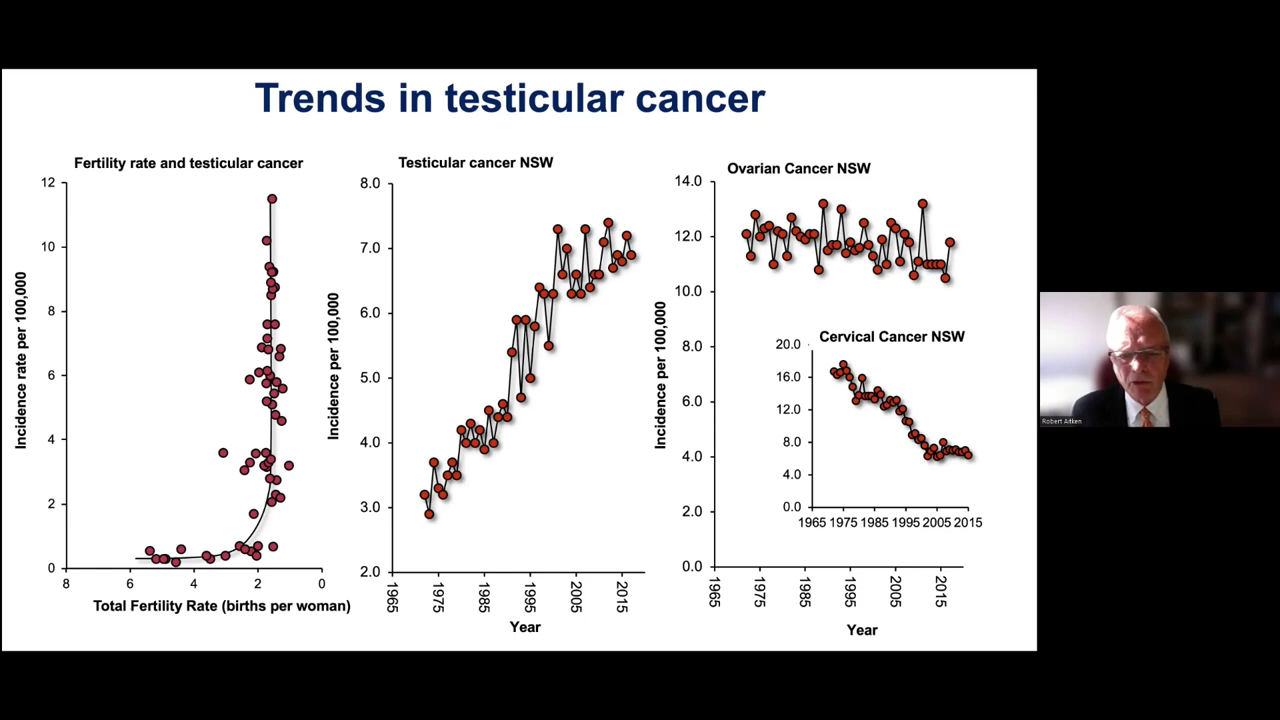 Trends in testicular cancer
Fertility rate and testicular cancer
12
10
8
6
4
2
0
Incidence rate per 100,000
8 6 4 2 0
Total Fertility Rate (births per woman)
Testicular cancer NSW
8.0
7.0
6.0
5.0
4.0
3.0
2.0
Incidence per 100,000
1965 1975 1985 1995 2005 2015
Year
Ovarian Cancer NSW
14.0
12.0
10.0
8.0
6.0
4.0
2.0
0.0
Incidence per 100,000
1965 1975 1985 1995 2005 2015
Year
Cervical Cancer NSW
20.0
16.0
12.0
8.0
4.0
0.0
1965 1975 1985 1995 2005 2015
Robert Aitken